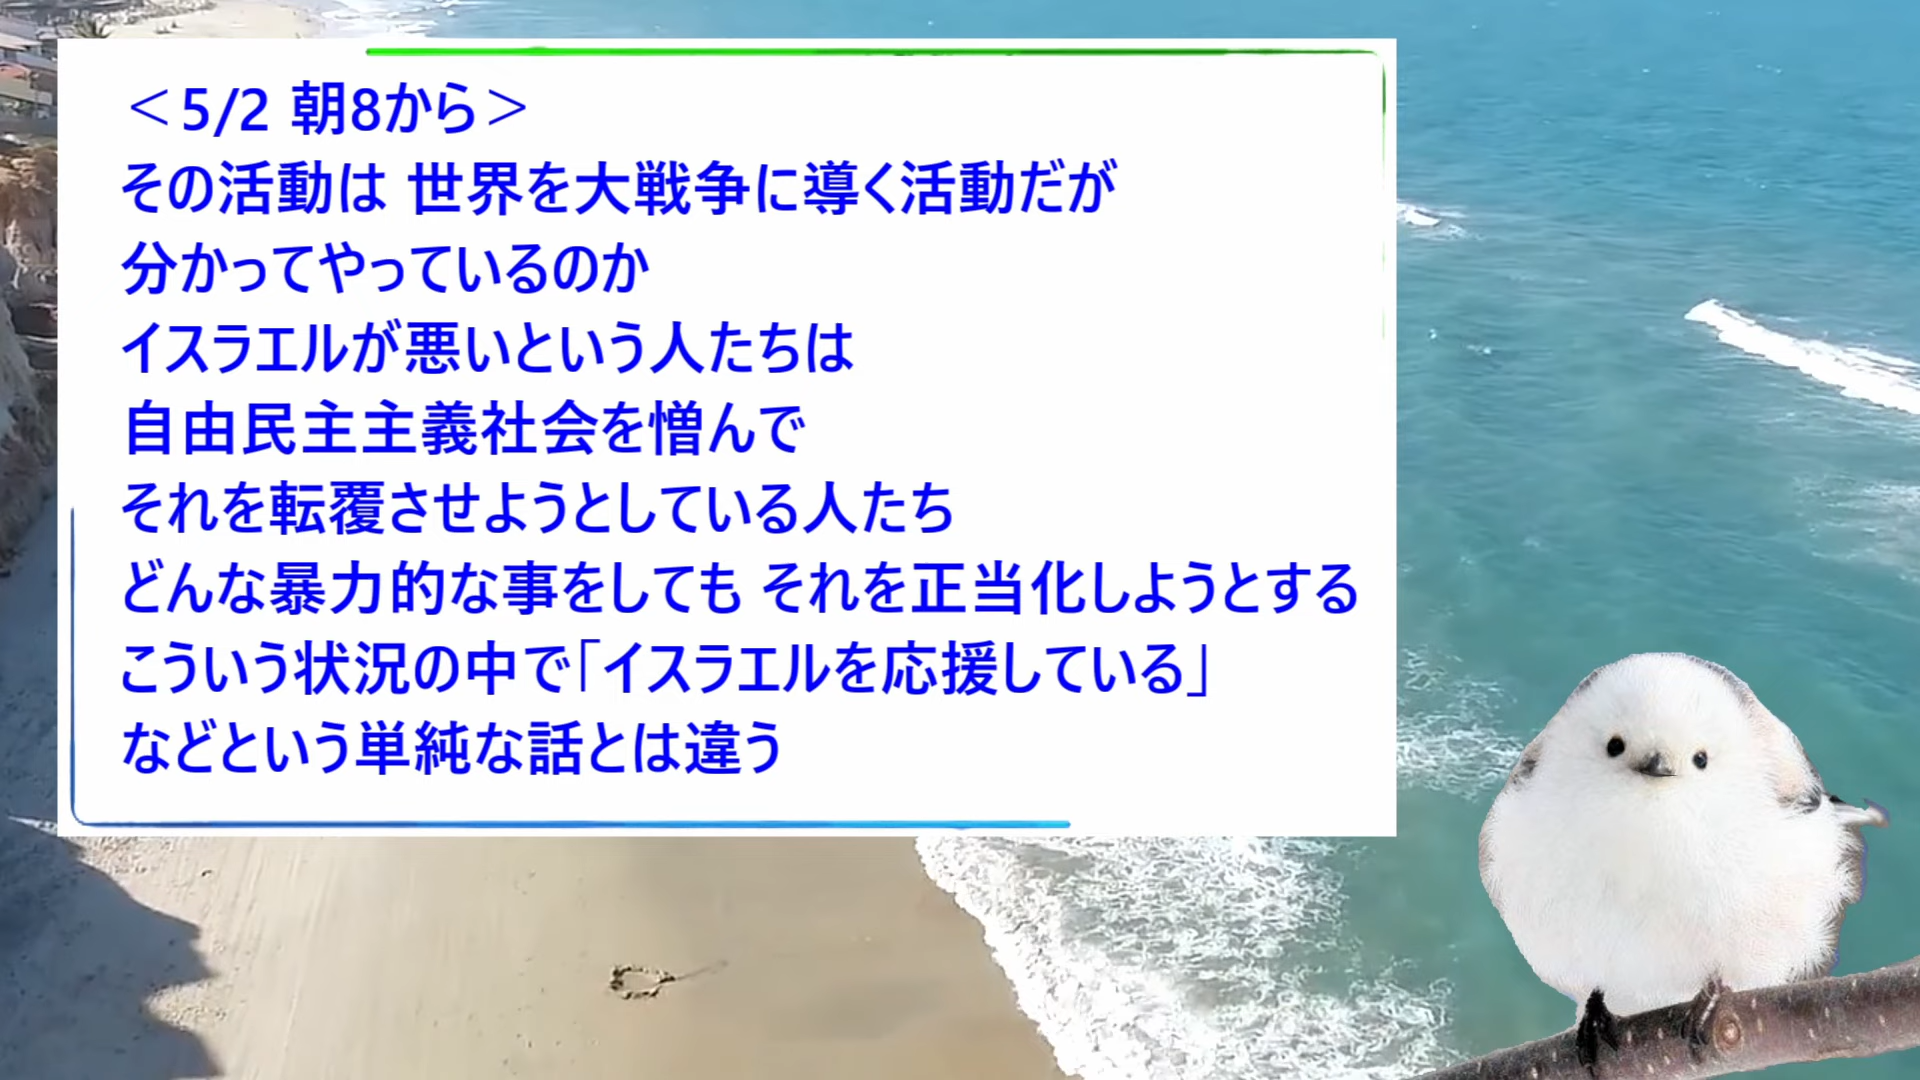 ＜5/2 朝8から＞
その活動は 世界を大戦争に導く活動だが
分かってやっているのか
イスラエルが悪いという人たちは
自由民主主義社会を憎んで
それを転覆させようとしている人たち
どんな暴力的な事をしても それを正当化しようとする
こういう状況の中で「イスラエルを応援している」
などという単純な話とは違う